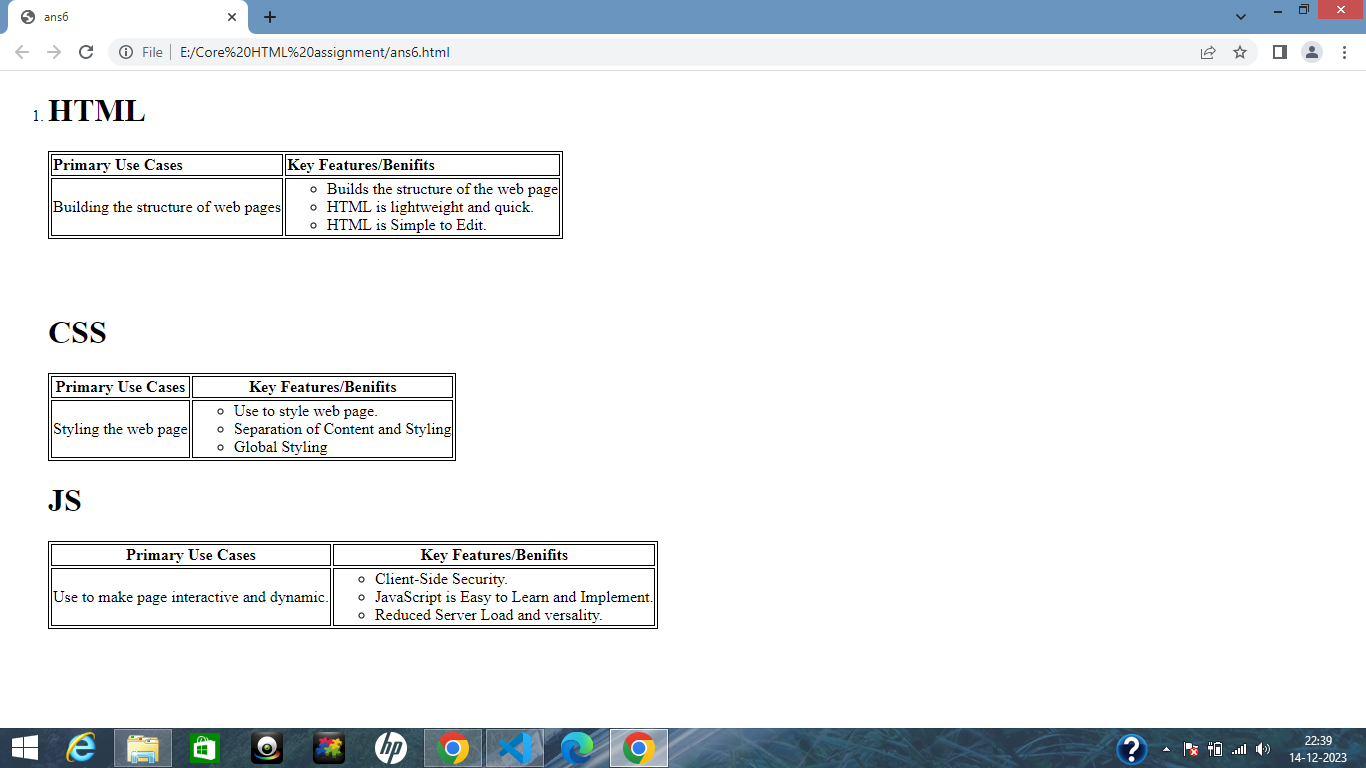 ans6
File E:/Core%20HTML%20assignment/ans6.html
1. HTML
Primary Use Cases Key Features/Benifits
Building the structure of web pages
Builds the structure of the web page
HTML is lightweight and quick.
HTML is Simple to Edit.
CSS
Primary Use Cases Key Features/Benifits
Styling the web page
Use to style web page.
Separation of Content and Styling
Global Styling
JS
Primary Use Cases Key Features/Benifits
Use to make page interactive and dynamic.
Client-Side Security.
JavaScript is Easy to Learn and Implement.
Reduced Server Load and versality.
hp
22:39
14-12-2023